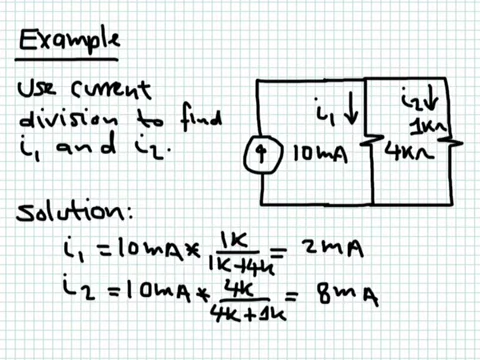 Example
Use current
division to find
i₁ and i₂.
i₁ ↓
i₂ ↓
1KΩ
↑
10mA
4KΩ
Solution:
i₁ = 10mA * 1K/(1K+4K) = 2mA
i₂ = 10mA * 4K/(4K+1K) = 8mA